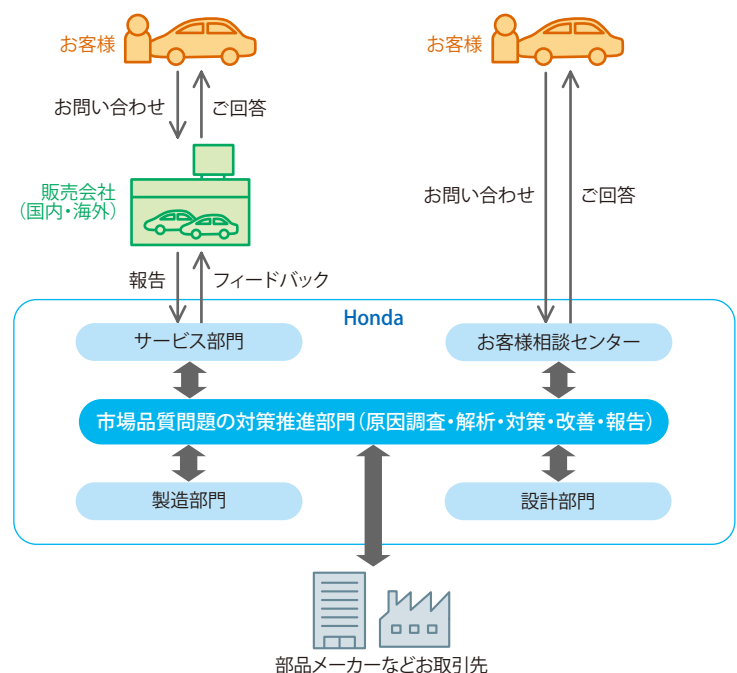 お客様
お客様
お問い合わせ
ご回答
販売会社
(国内・海外)
お問い合わせ
ご回答
報告
フィードバック
Honda
サービス部門
お客様相談センター
市場品質問題の対策推進部門(原因調査・解析・対策・改善・報告)
製造部門
設計部門
部品メーカーなどお取引先